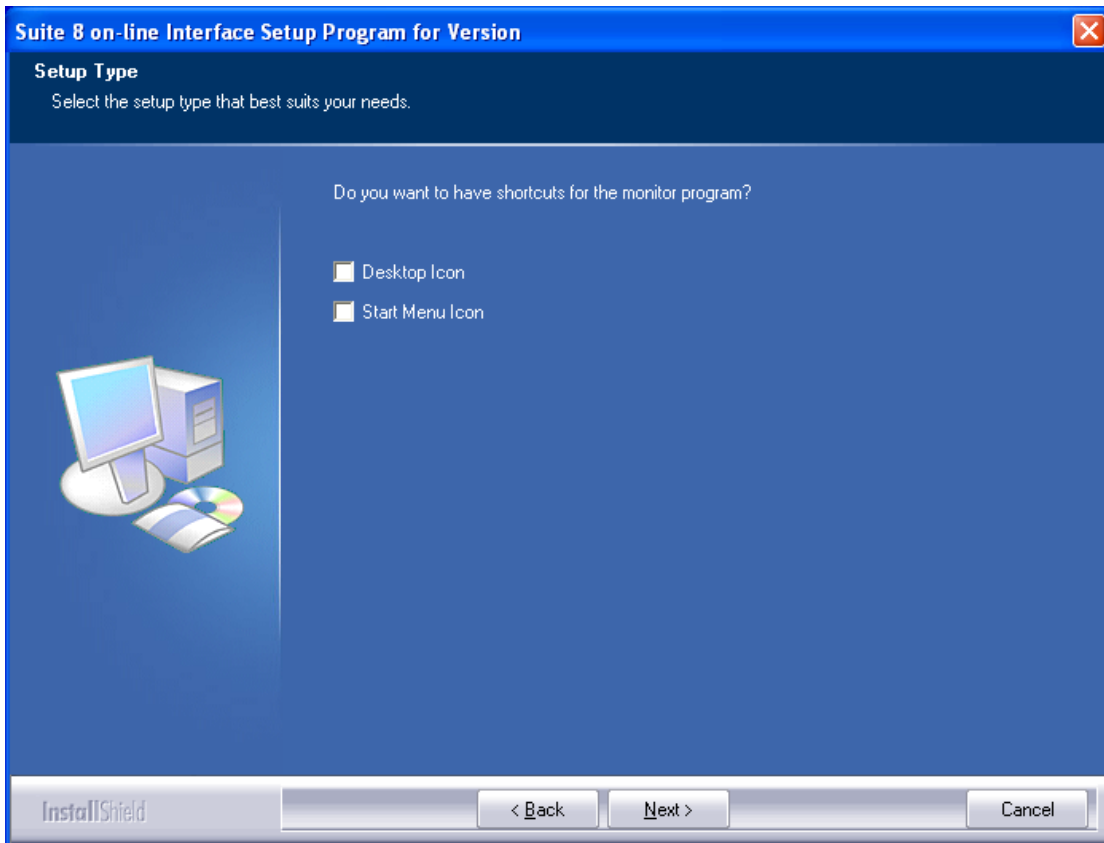 Suite 8 on-line Interface Setup Program for Version
Setup Type
Select the setup type that best suits your needs.
Do you want to have shortcuts for the monitor program?
Desktop Icon
Start Menu Icon
InstallShield
< Back
Next >
Cancel